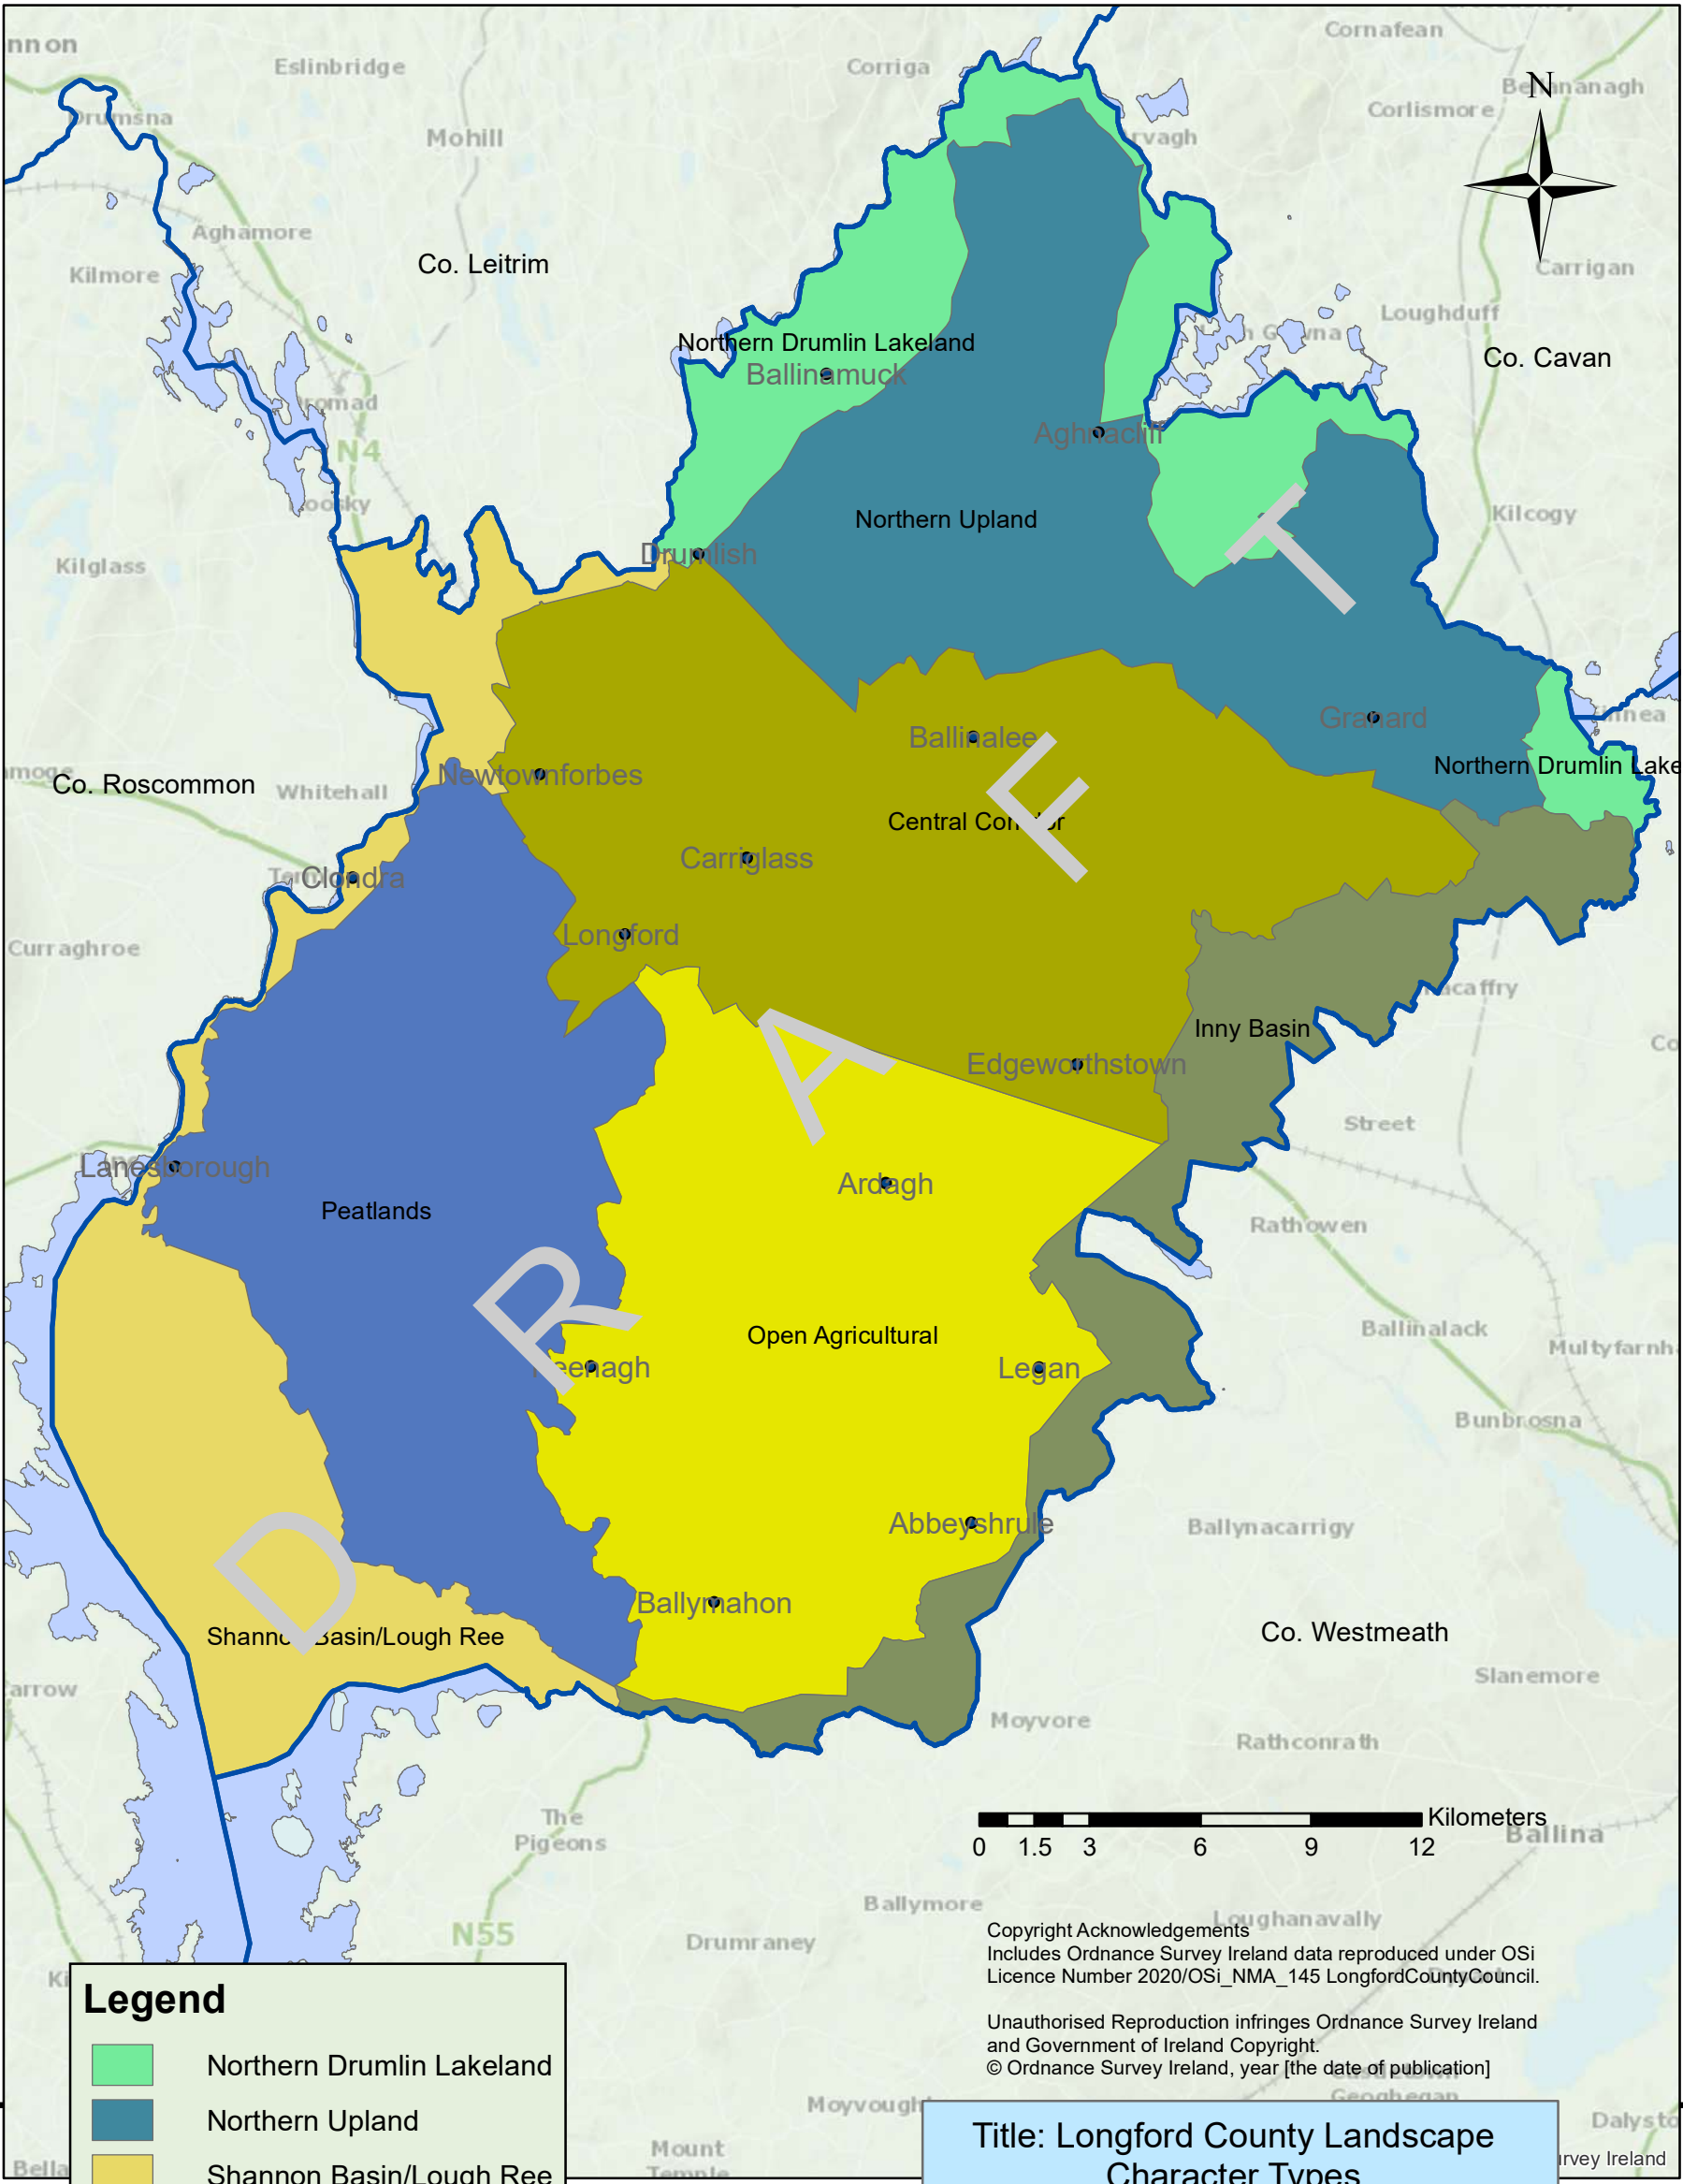 Cornafean
Eslinbridge
Corriga
N
Corlismore
Drumsna
Mohill
Aghamore
Co. Leitrim
Kilmore
Carrigan
Loughduff
Northern Drumlin Lakeland
Co. Cavan
Ballinamuck
Aghnacliff
N4
Kilcogy
Northern Upland
T
Drumlish
Kilglass
Granard
Ballinalee
Northern Drumlin Lake
Newtownforbes
Co. Roscommon
Whitehall
F
Central
Carriglass
Clondra
Longford
Curraghroe
Inny Basin
A
Edgeworthstown
Street
Lanesborough
Ardagh
Peatlands
Rathowen
R
Open Agricultural
Ballinalack
Multyfarnh
eenagh
Legan
Bunbrosna
Abbeyshrule
Ballynacarrigy
D
Ballymahon
Shannon Basin/Lough Ree
Co. Westmeath
Slanemore
arrow
Moyvore
Rathconrath
The
Pigeons
Kilometers
0 1.5 3 6 9 12
Ballina
Ballymore
N55
Drumraney
Loughanavally
Copyright Acknowledgements
Includes Ordnance Survey Ireland data reproduced under OSi
Licence Number 2020/OSi_NMA_145 LongfordCountyCouncil.
Unauthorised Reproduction infringes Ordnance Survey Ireland
and Government of Ireland Copyright.
© Ordnance Survey Ireland, year [the date of publication]
Geoghegan
Legend
Northern Drumlin Lakeland
Northern Upland
Shannon Basin/Lough Ree
Moyvough
Mount
Temple
Title: Longford County Landscape
Character Types
Dalysto
urvey Ireland
Bella